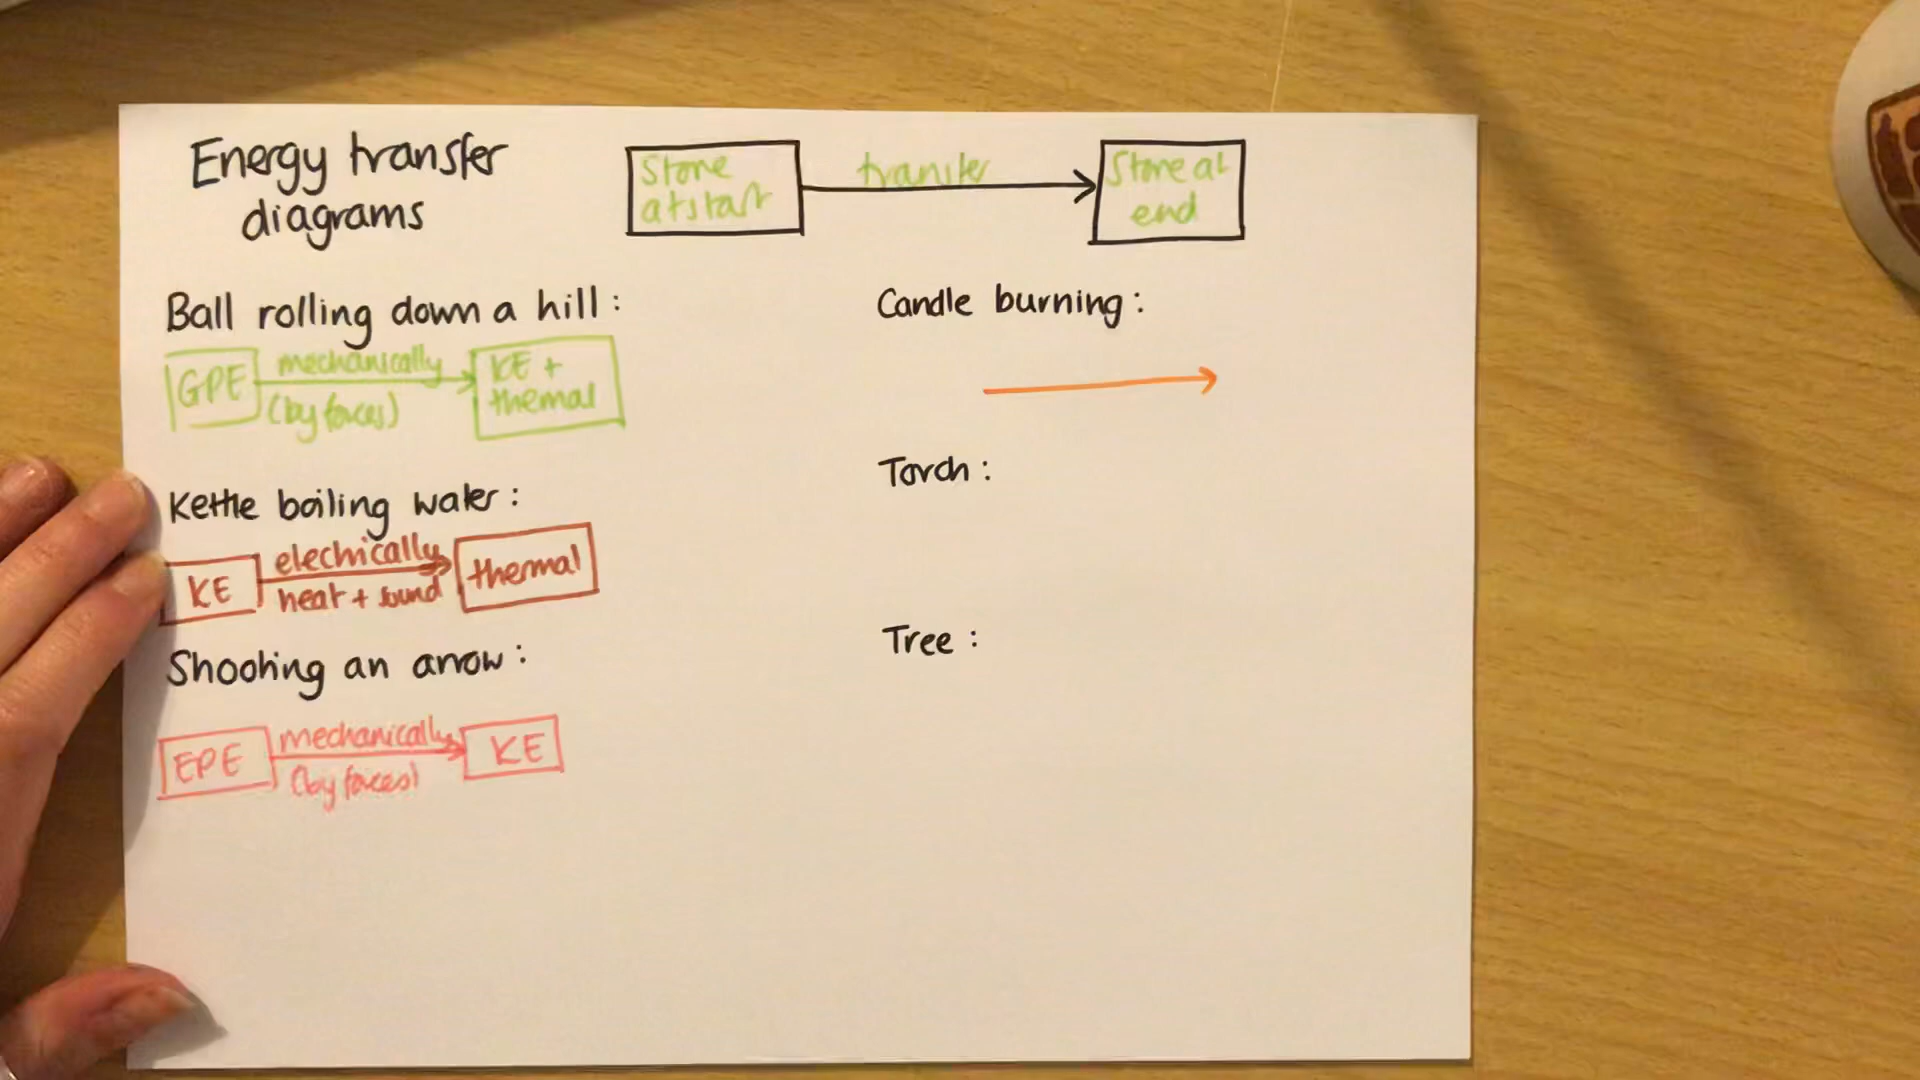 Energy transfer
diagrams
Store
at start
transfer
Store at
end
Ball rolling down a hill:
GPE
mechanically
(by forces)
KE +
themal
Kettle boiling water:
KE
electrically
heat + sound
thermal
Shooting an arrow:
EPE
mechanically
(by forces)
KE
Candle burning:
Torch:
Tree: